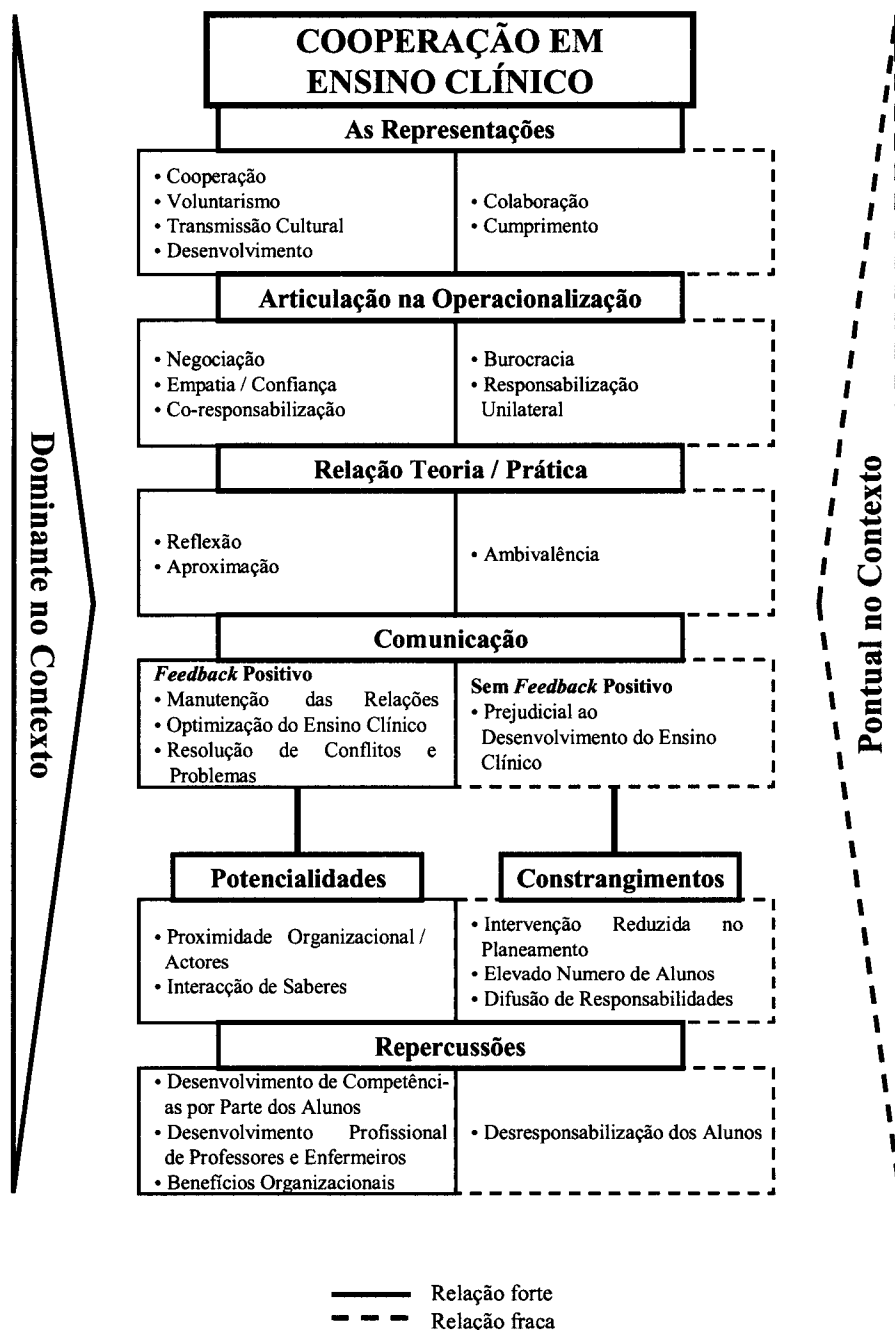 COOPERAÇÃO EM
ENSINO CLÍNICO
As Representações
• Cooperação
• Voluntarismo
• Transmissão Cultural
• Desenvolvimento
• Colaboração
• Cumprimento
Articulação na Operacionalização
• Negociação
• Empatia / Confiança
• Co-responsabilização
• Burocracia
• Responsabilização
Unilateral
Relação Teoria / Prática
• Reflexão
• Aproximação
• Ambivalência
Comunicação
Feedback Positivo
• Manutenção das Relações
• Optimização do Ensino Clínico
• Resolução de Conflitos e
Problemas
Sem Feedback Positivo
• Prejudicial ao
Desenvolvimento do Ensino
Clínico
Potencialidades
• Proximidade Organizacional /
Actores
• Interacção de Saberes
Constrangimentos
• Intervenção Reduzida no
Planeamento
• Elevado Numero de Alunos
• Difusão de Responsabilidades
Repercussões
• Desenvolvimento de Competênci-
as por Parte dos Alunos
• Desenvolvimento Profissional
de Professores e Enfermeiros
• Benefícios Organizacionais
• Desresponsabilização dos Alunos
Dominante no Contexto
Pontual no Contexto
Relação forte
Relação fraca